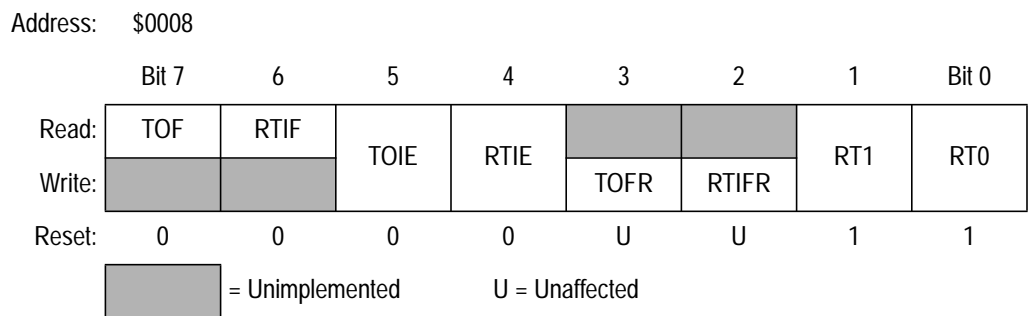 Address: $0008
Bit 7 6 5 4 3 2 1 Bit 0
Read: TOF RTIF TOIE RTIE RT1 RT0
Write: TOFR RTIFR
Reset: 0 0 0 0 U U 1 1
= Unimplemented U = Unaffected